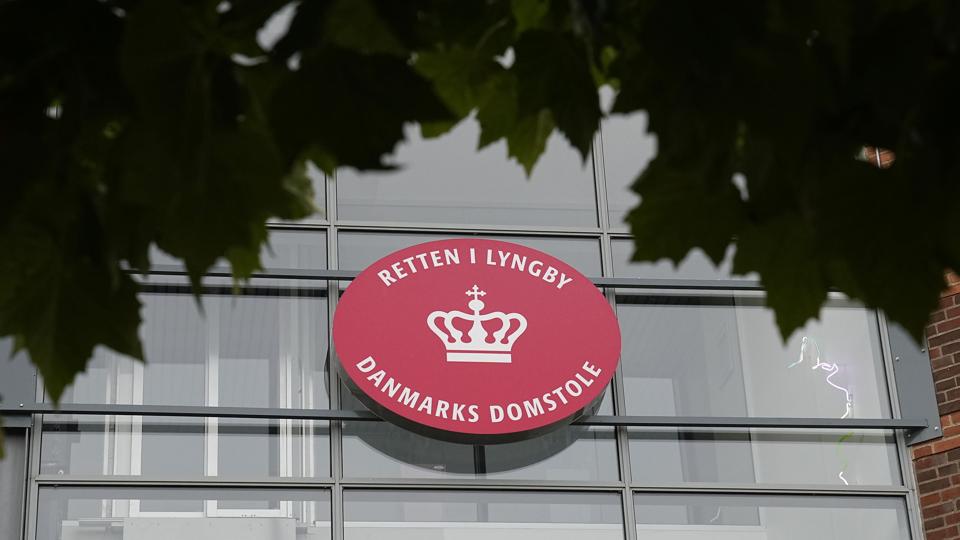 RETTEN I LYNGBY
DANMARKS DOMSTOLE